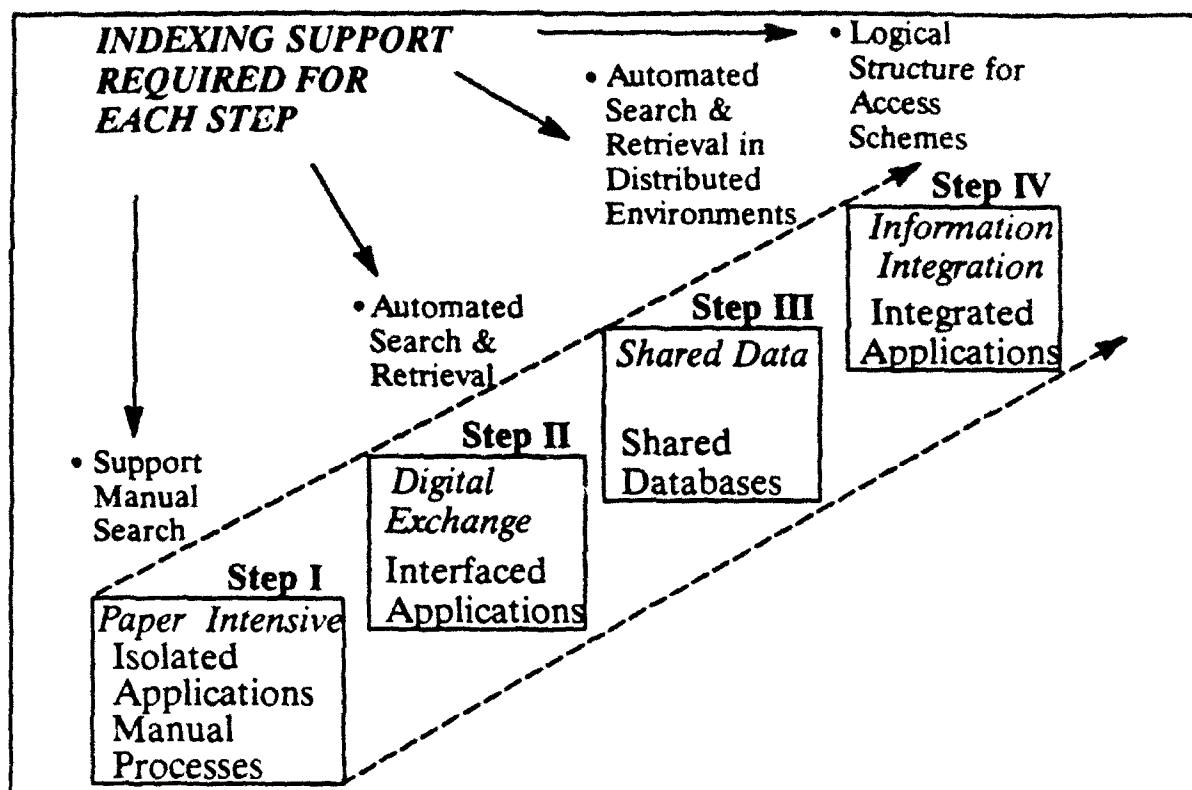 INDEXING SUPPORT
REQUIRED FOR
EACH STEP
• Logical
Structure for
Access
Schemes
• Automated
Search &
Retrieval in
Distributed
Environments
• Automated
Search &
Retrieval
• Support
Manual
Search
Step I
Paper Intensive
Isolated
Applications
Manual
Processes
Step II
Digital
Exchange
Interfaced
Applications
Step III
Shared Data
Shared
Databases
Step IV
Information
Integration
Integrated
Applications